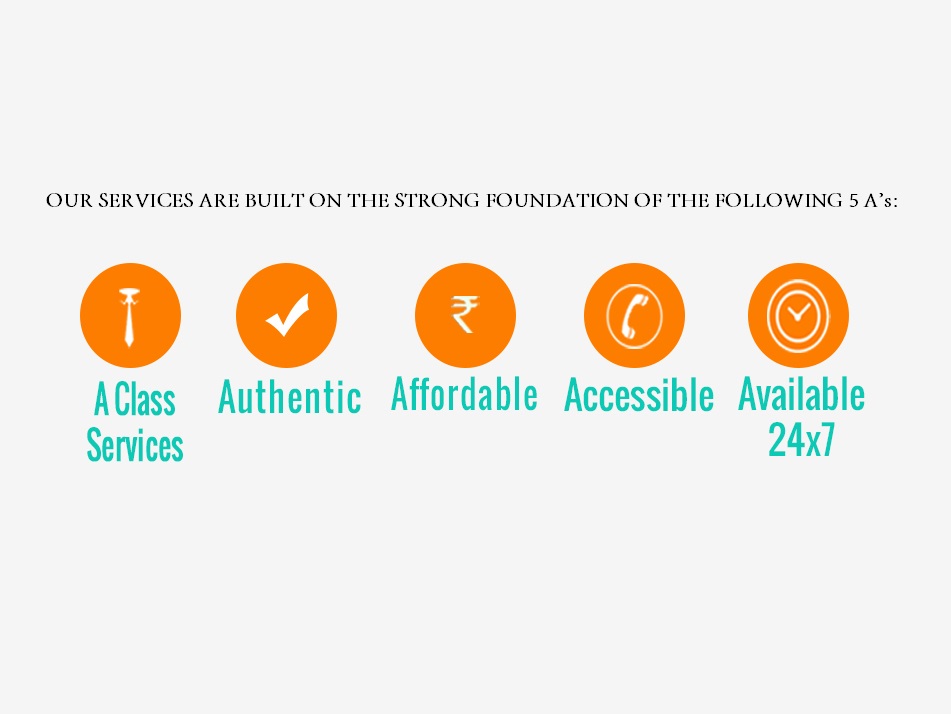 OUR SERVICES ARE BUILT ON THE STRONG FOUNDATION OF THE FOLLOWING 5 A's:
₹
A Class
Services
Authentic
Affordable
Accessible
Available
24x7